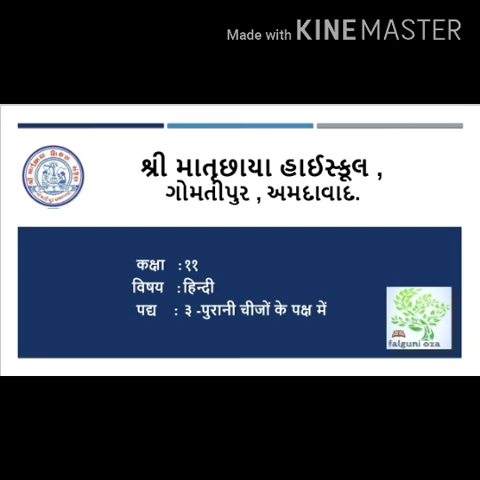 Made with KINEMASTER
શ્રી માતૃછાયા હાઈસ્કૂલ ,
ગોમતીપુર , અમદાવાદ.
कक्षा : ११
विषय : हिन्दी
पद्य : ३ -पुरानी चीजों के पक्ष में
falguni oza